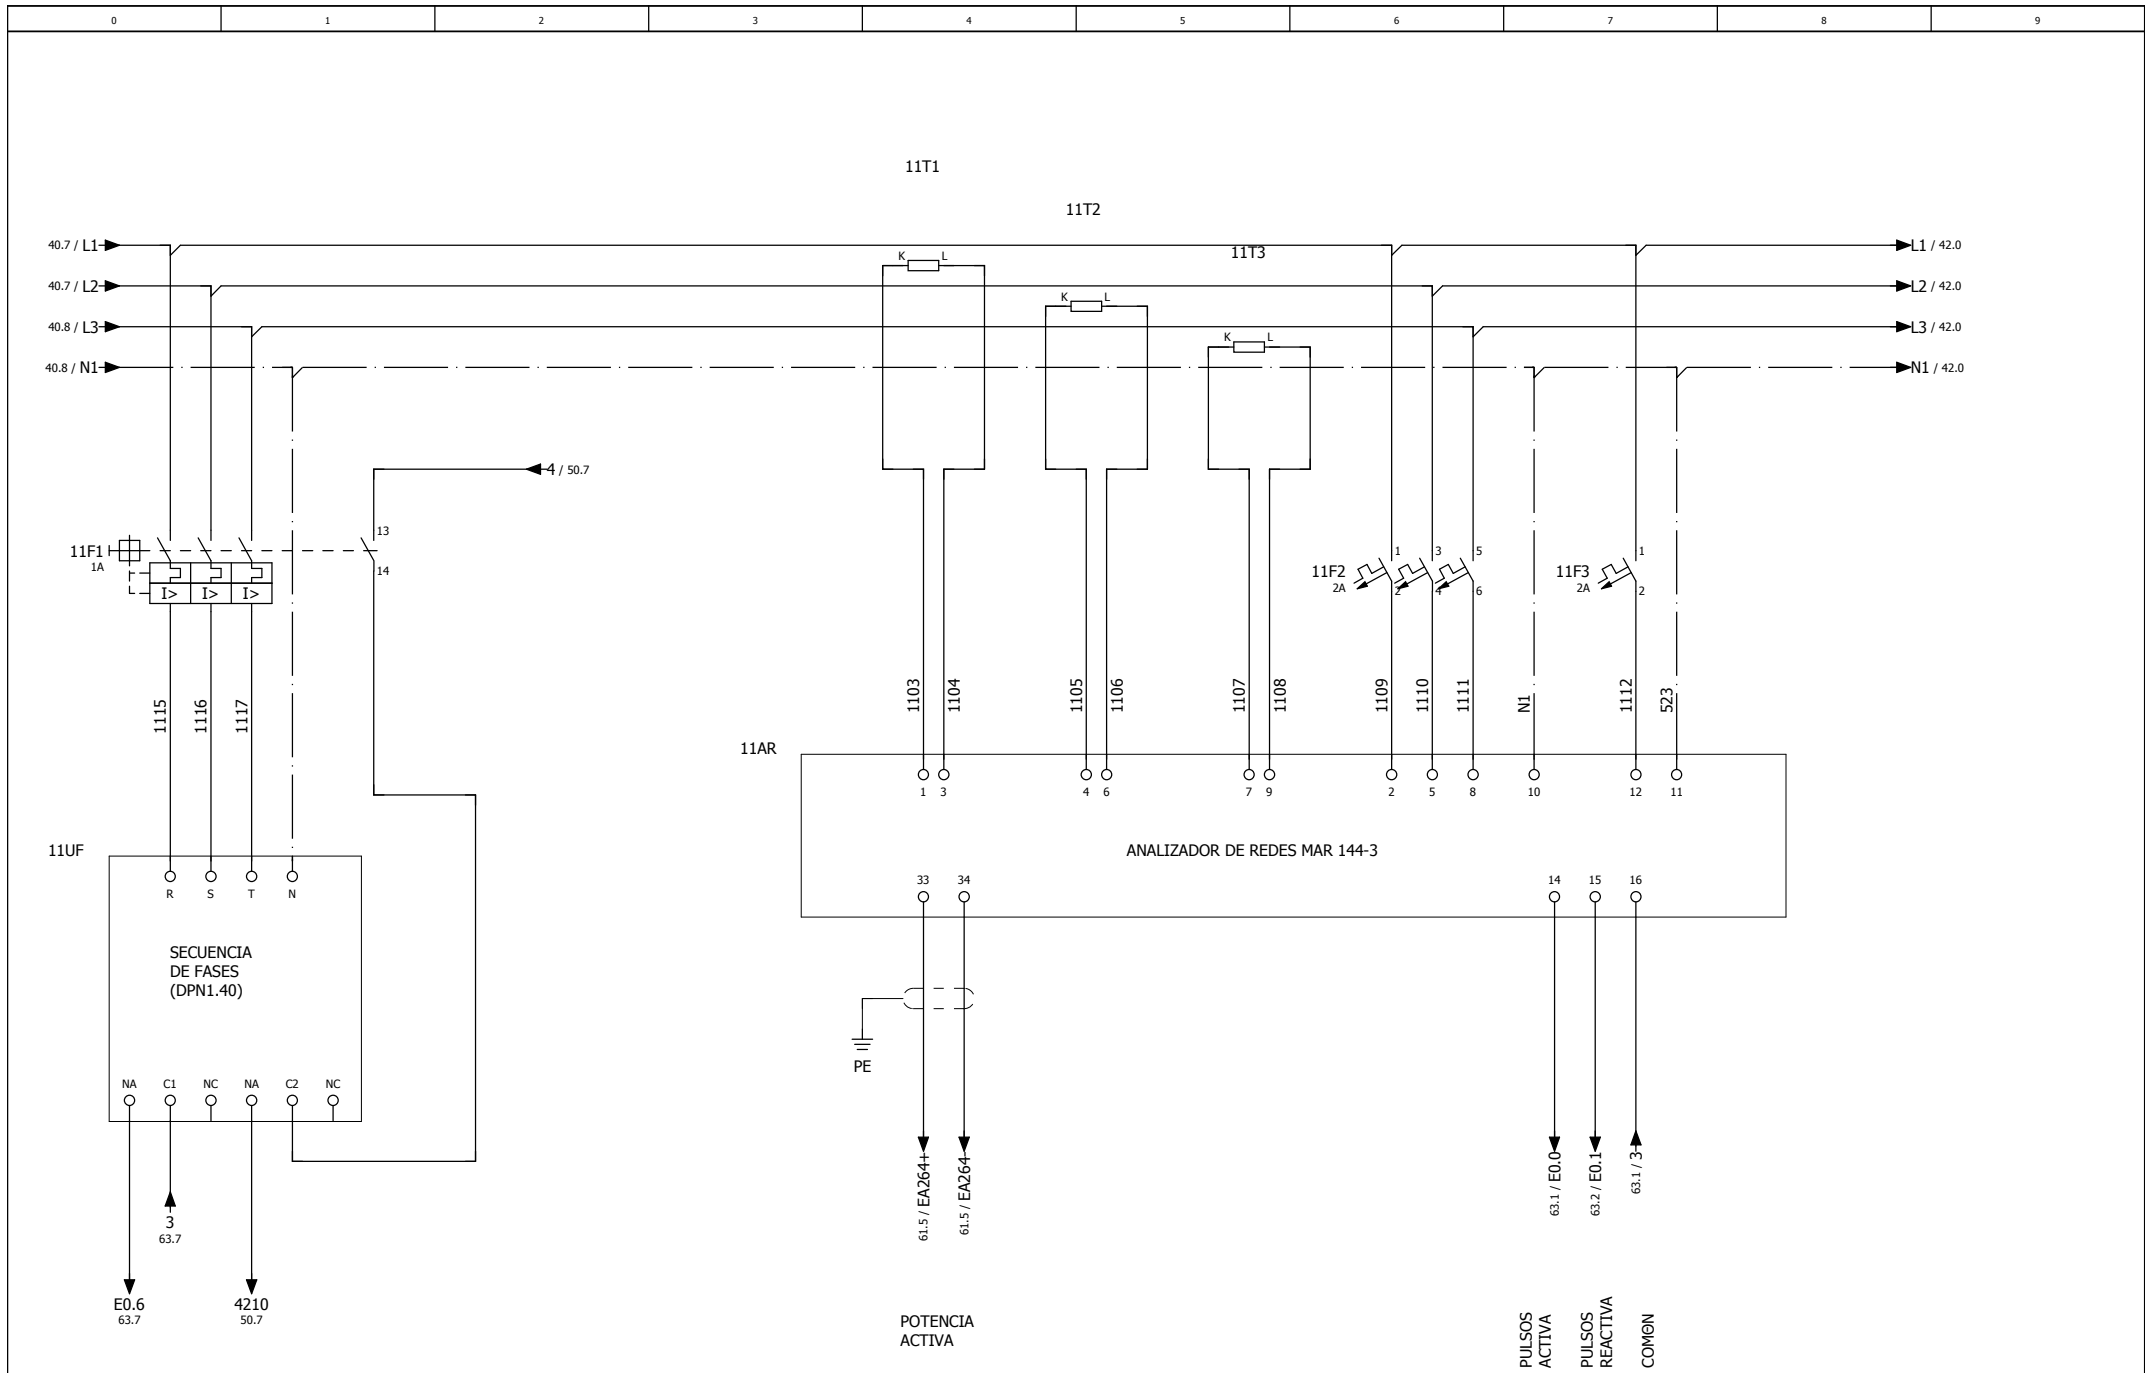 0 1 2 3 4 5 6 7 8 9
11T1
11T2
11T3
40.7 / L1
L1 / 42.0
K L
40.7 / L2
L2 / 42.0
K L
40.8 / L3
L3 / 42.0
K L
40.8 / N1
N1 / 42.0
4 / 50.7
13
14
11F1
1A
I> I> I>
11F2
2A
1 3 5
2 4 6
11F3
2A
1
2
1115
1116
1117
1103
1104
1105
1106
1107
1108
1109
1110
1111
N1
1112
523
11AR
1 3 4 6 7 9 2 5 8 10 12 11
ANALIZADOR DE REDES MAR 144-3
33 34 14 15 16
11UF
R S T N
SECUENCIA
DE FASES
(DPN1.40)
NA C1 NC NA C2 NC
PE
3
63.7
E0.6
63.7
4210
50.7
61.5 / EA264+
61.5 / EA264-
63.1 / E0.0
63.2 / E0.1
63.1 / 3
POTENCIA
ACTIVA
PULSOS
ACTIVA
PULSOS
REACTIVA
COMΘN